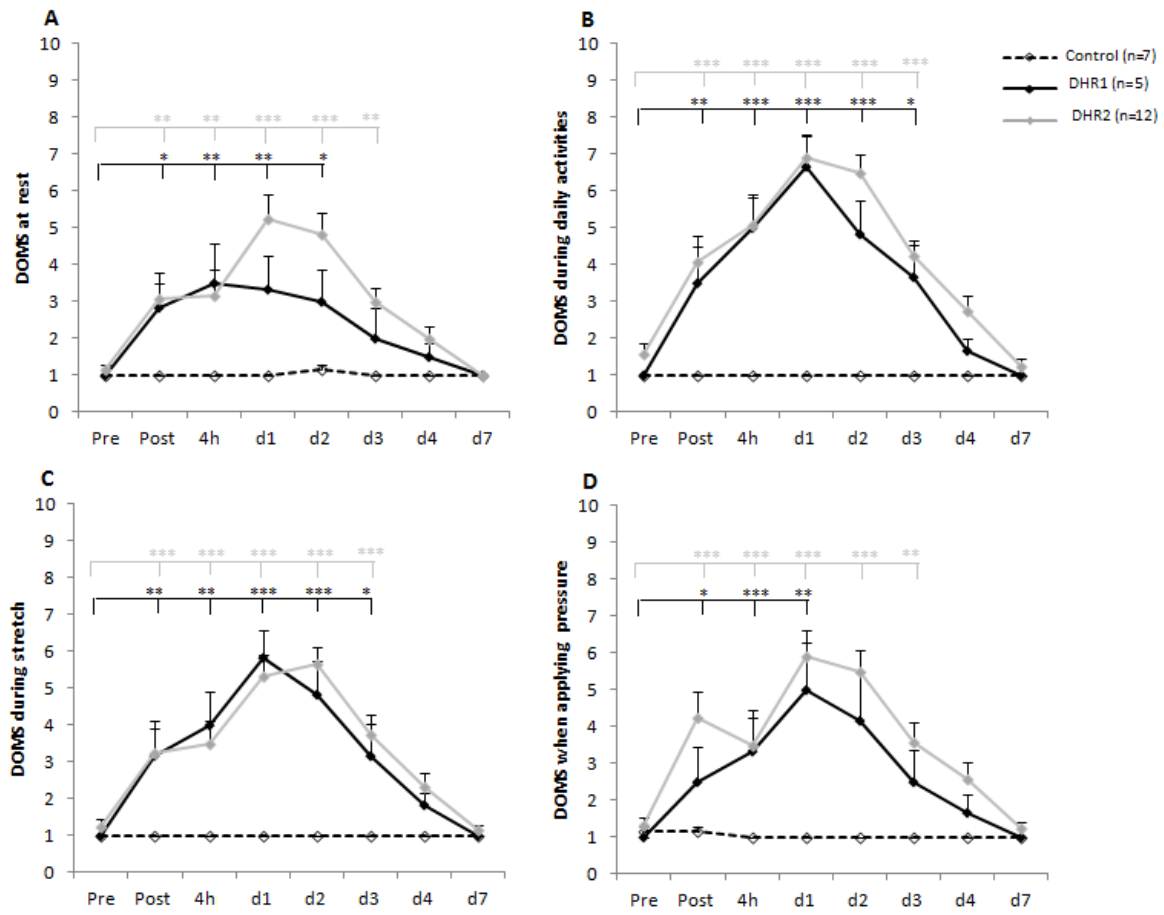 A
10
9
8
7
6
5
4
3
2
1
0
DOMS at rest
** ** *** *** **
* ** ** *
Pre Post 4h d1 d2 d3 d4 d7
B
10
9
8
7
6
5
4
3
2
1
0
DOMS during daily activities
*** *** *** *** ***
** *** *** *** *
Pre Post 4h d1 d2 d3 d4 d7
Control (n=7)
DHR1 (n=5)
DHR2 (n=12)
C
10
9
8
7
6
5
4
3
2
1
0
DOMS during stretch
*** *** *** *** ***
** ** *** *** *
Pre Post 4h d1 d2 d3 d4 d7
D
10
9
8
7
6
5
4
3
2
1
0
DOMS when applying pressure
*** *** *** *** **
* *** **
Pre Post 4h d1 d2 d3 d4 d7